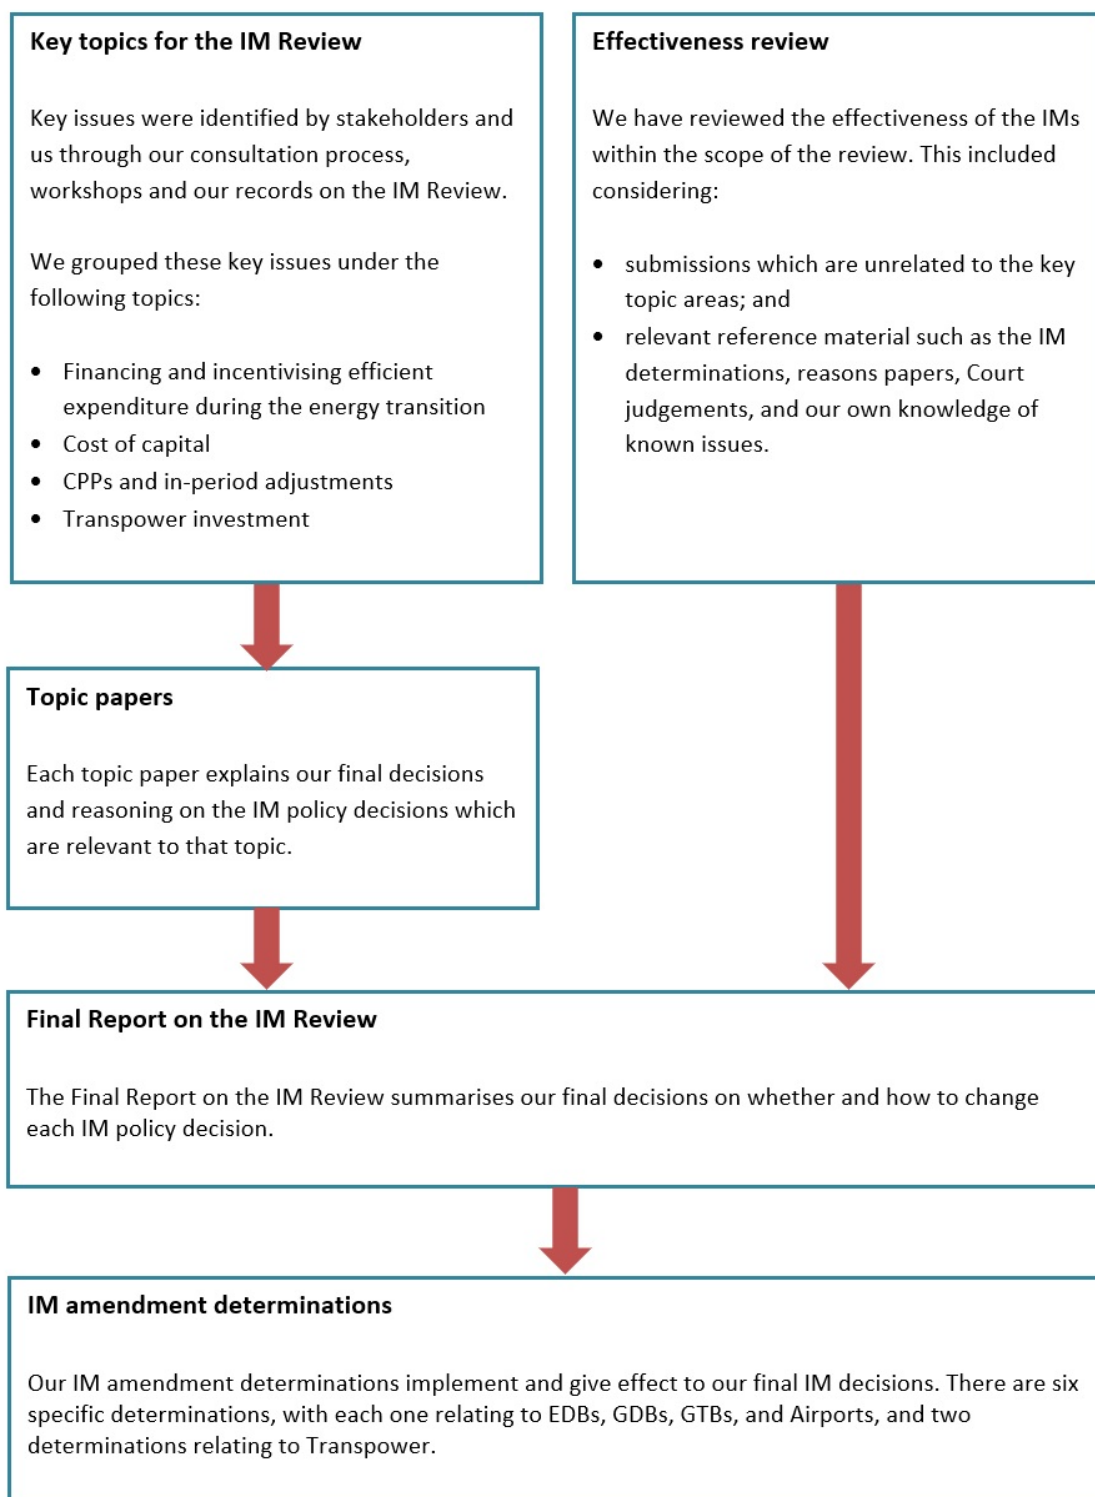 Key topics for the IM Review
Key issues were identified by stakeholders and
us through our consultation process,
workshops and our records on the IM Review.
We grouped these key issues under the
following topics:
• Financing and incentivising efficient
expenditure during the energy transition
• Cost of capital
• CPPs and in-period adjustments
• Transpower investment
Effectiveness review
We have reviewed the effectiveness of the IMs
within the scope of the review. This included
considering:
• submissions which are unrelated to the key
topic areas; and
• relevant reference material such as the IM
determinations, reasons papers, Court
judgements, and our own knowledge of
known issues.
Topic papers
Each topic paper explains our final decisions
and reasoning on the IM policy decisions which
are relevant to that topic.
Final Report on the IM Review
The Final Report on the IM Review summarises our final decisions on whether and how to change
each IM policy decision.
IM amendment determinations
Our IM amendment determinations implement and give effect to our final IM decisions. There are six
specific determinations, with each one relating to EDBs, GDBs, GTBs, and Airports, and two
determinations relating to Transpower.